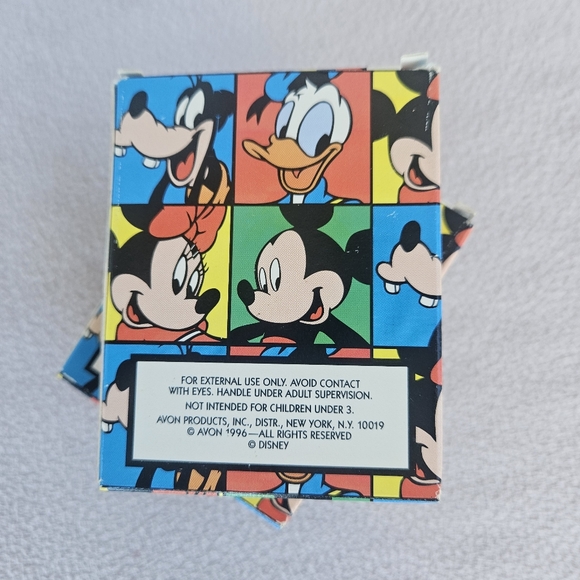 FOR EXTERNAL USE ONLY. AVOID CONTACT
WITH EYES. HANDLE UNDER ADULT SUPERVISION.
NOT INTENDED FOR CHILDREN UNDER 3.
AVON PRODUCTS, INC., DISTR., NEW YORK, N.Y. 10019
© AVON 1996—ALL RIGHTS RESERVED
© DISNEY